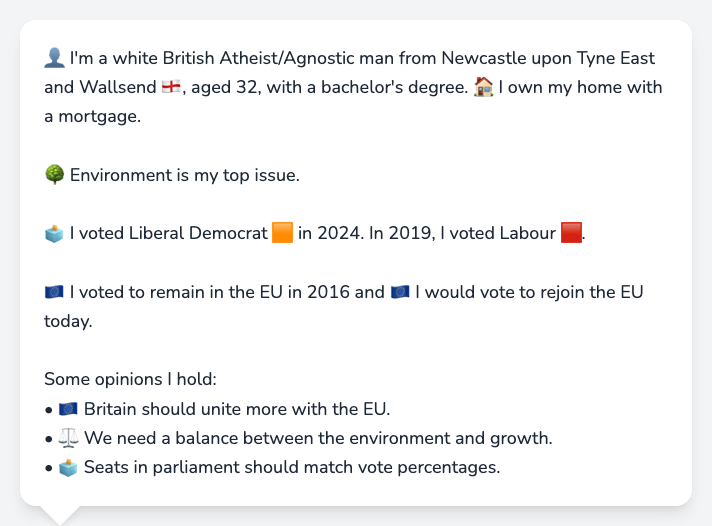 👤 I'm a white British Atheist/Agnostic man from Newcastle upon Tyne East
and Wallsend 🏴󠁧󠁢󠁥󠁮󠁧󠁿, aged 32, with a bachelor's degree. 🏠 I own my home with
a mortgage.
🌳 Environment is my top issue.
🗳️ I voted Liberal Democrat 🟧 in 2024. In 2019, I voted Labour 🟥.
🇪🇺 I voted to remain in the EU in 2016 and 🇪🇺 I would vote to rejoin the EU
today.
Some opinions I hold:
• 🇪🇺 Britain should unite more with the EU.
• ⚖️ We need a balance between the environment and growth.
• 🗳️ Seats in parliament should match vote percentages.